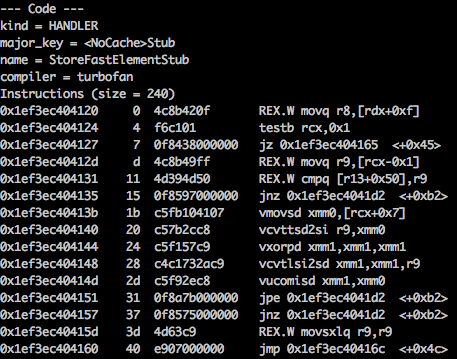 --- Code ---
kind = HANDLER
major_key = <NoCache>Stub
name = StoreFastElementStub
compiler = turbofan
Instructions (size = 240)
0x1ef3ec404120 0 4c8b420f REX.W movq r8,[rdx+0xf]
0x1ef3ec404124 4 f6c101 testb rcx,0x1
0x1ef3ec404127 7 0f8438000000 jz 0x1ef3ec404165 <+0x45>
0x1ef3ec40412d d 4c8b49ff REX.W movq r9,[rcx-0x1]
0x1ef3ec404131 11 4d394d50 REX.W cmpq [r13+0x50],r9
0x1ef3ec404135 15 0f8597000000 jnz 0x1ef3ec4041d2 <+0xb2>
0x1ef3ec40413b 1b c5fb104107 vmovsd xmm0,[rcx+0x7]
0x1ef3ec404140 20 c57b2cc8 vcvttsd2si r9,xmm0
0x1ef3ec404144 24 c5f157c9 vxorpd xmm1,xmm1,xmm1
0x1ef3ec404148 28 c4c1732ac9 vcvtlsi2sd xmm1,xmm1,r9
0x1ef3ec40414d 2d c5f92ec8 vucomisd xmm1,xmm0
0x1ef3ec404151 31 0f8a7b000000 jpe 0x1ef3ec4041d2 <+0xb2>
0x1ef3ec404157 37 0f8575000000 jnz 0x1ef3ec4041d2 <+0xb2>
0x1ef3ec40415d 3d 4d63c9 REX.W movsxlq r9,r9
0x1ef3ec404160 40 e907000000 jmp 0x1ef3ec40416c <+0x4c>